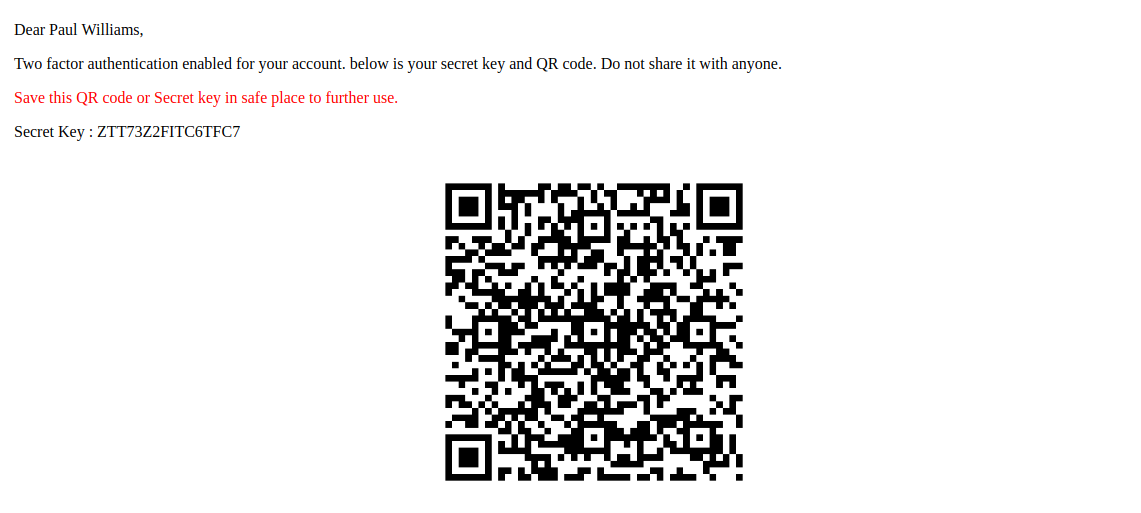 Dear Paul Williams,
Two factor authentication enabled for your account. below is your secret key and QR code. Do not share it with anyone.
Save this QR code or Secret key in safe place to further use.
Secret Key : ZTT73Z2FITC6TFC7